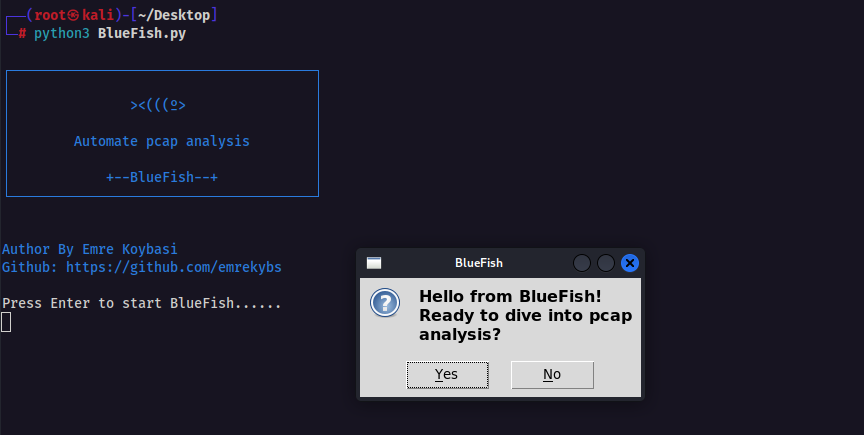 (root㉿kali)-[~/Desktop]
# python3 BlueFish.py
><(((º>
Automate pcap analysis
+--BlueFish--+
Author By Emre Koybasi
Github: https://github.com/emrekybs
Press Enter to start BlueFish......
BlueFish
Hello from BlueFish!
Ready to dive into pcap
analysis?
Yes
No